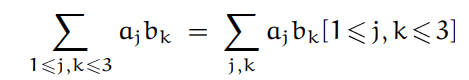 ∑ a_j b_k = ∑ a_j b_k [1 ⩽ j, k ⩽ 3]
1⩽j,k⩽3 j,k